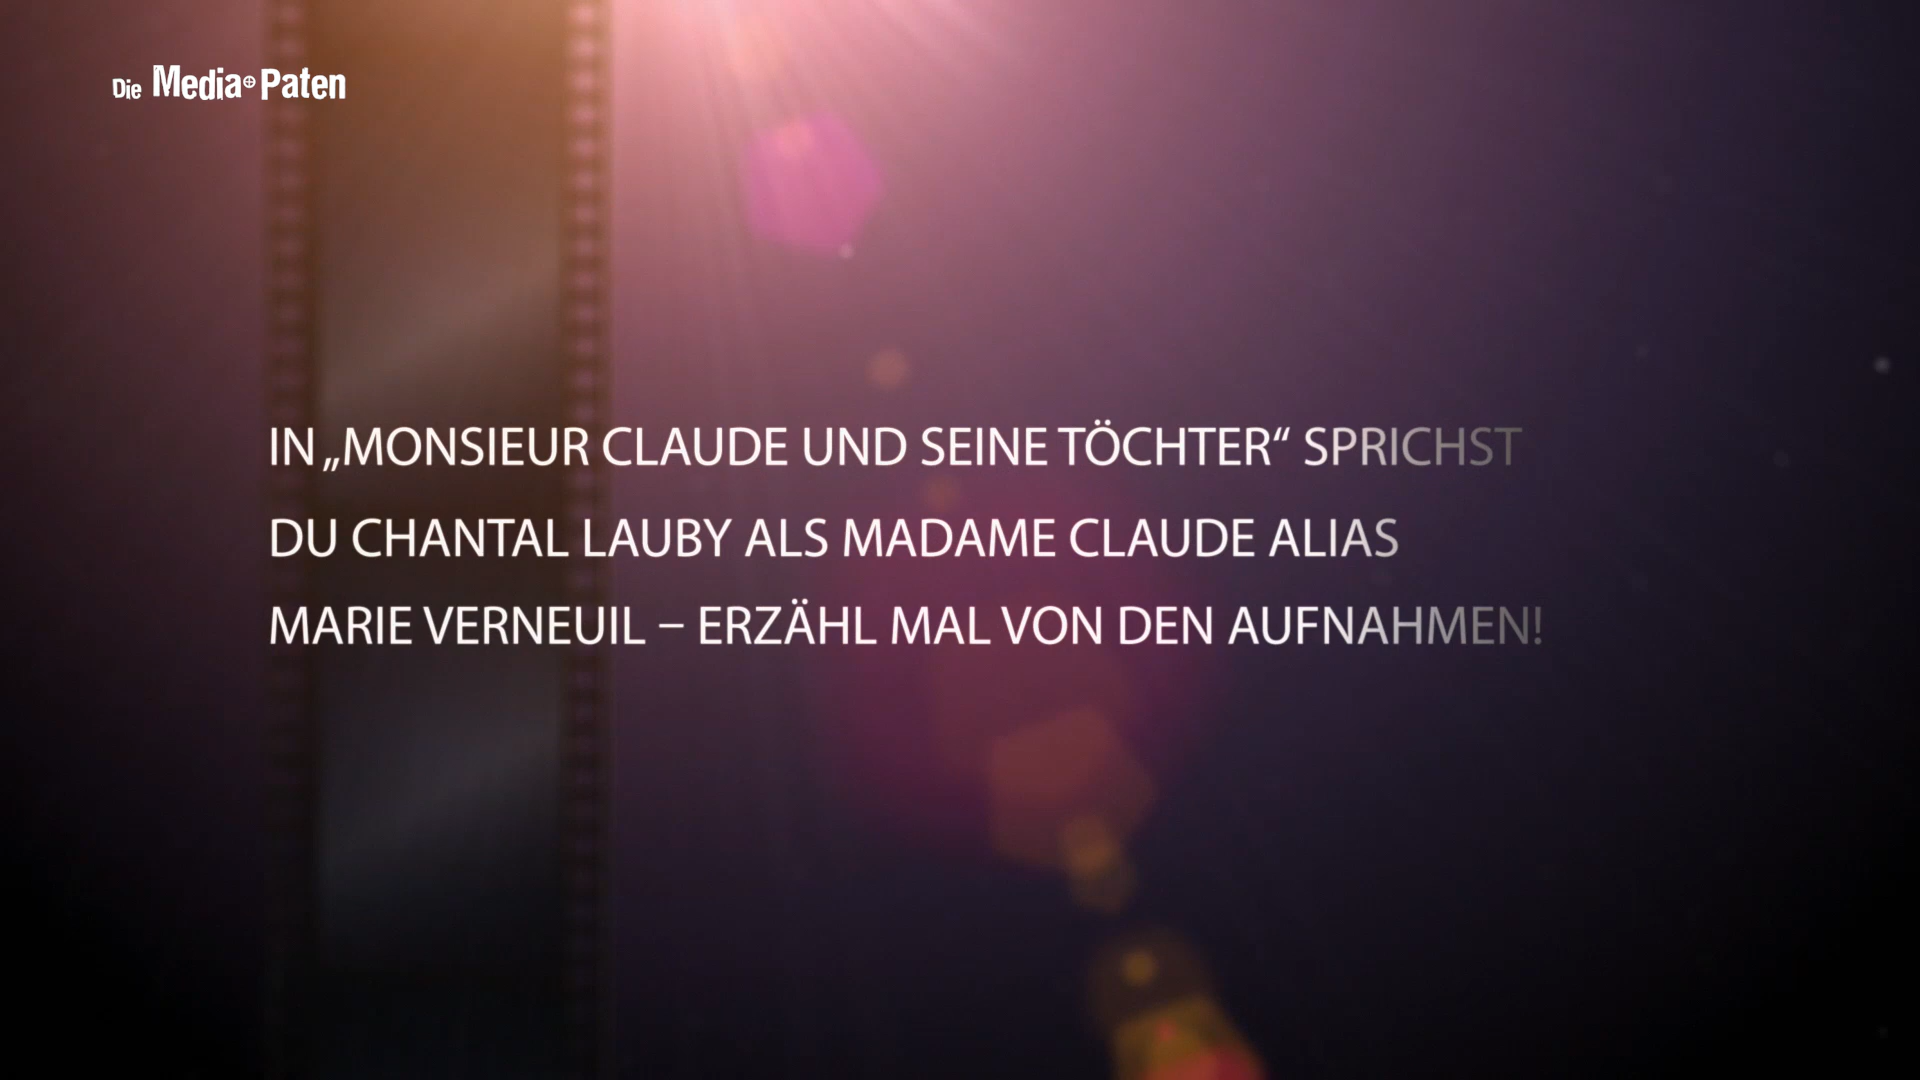 Die Media Paten
IN „MONSIEUR CLAUDE UND SEINE TÖCHTER“ SPRICHST
DU CHANTAL LAUBY ALS MADAME CLAUDE ALIAS
MARIE VERNEUIL – ERZÄHL MAL VON DEN AUFNAHMEN!